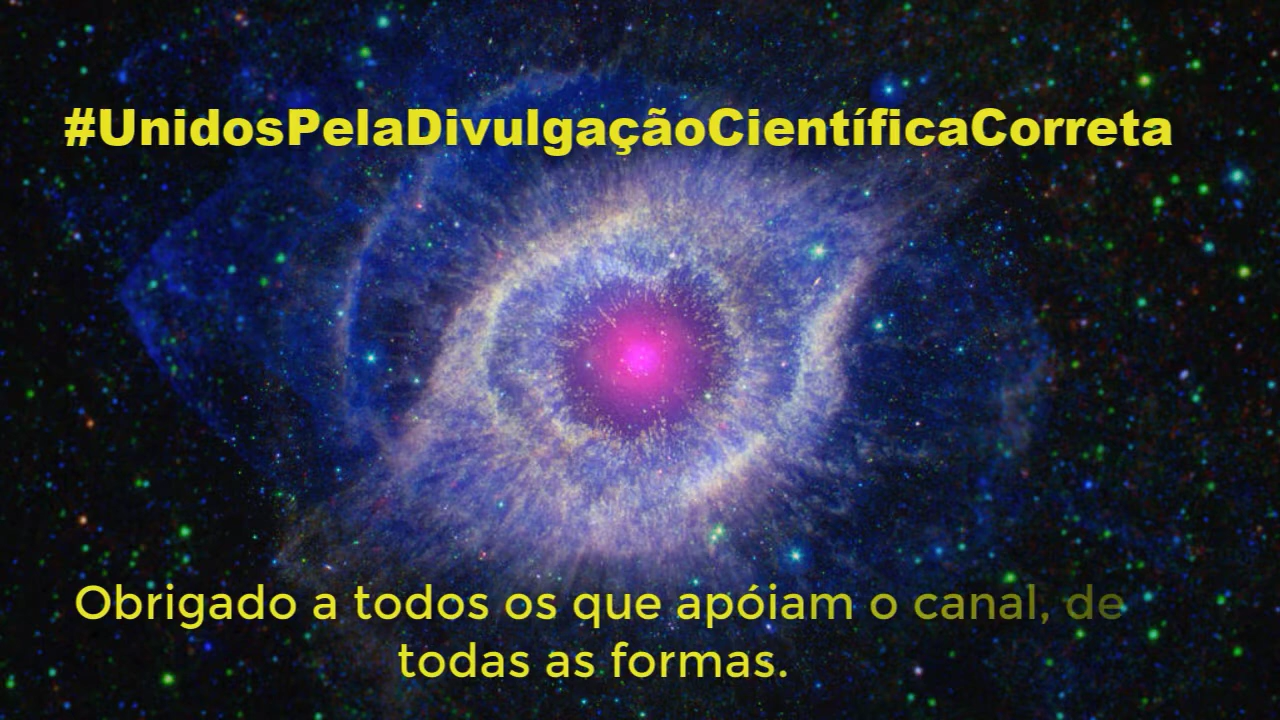 #UnidosPelaDivulgaçãoCientíficaCorreta
Obrigado a todos os que apóiam o canal, de
todas as formas.